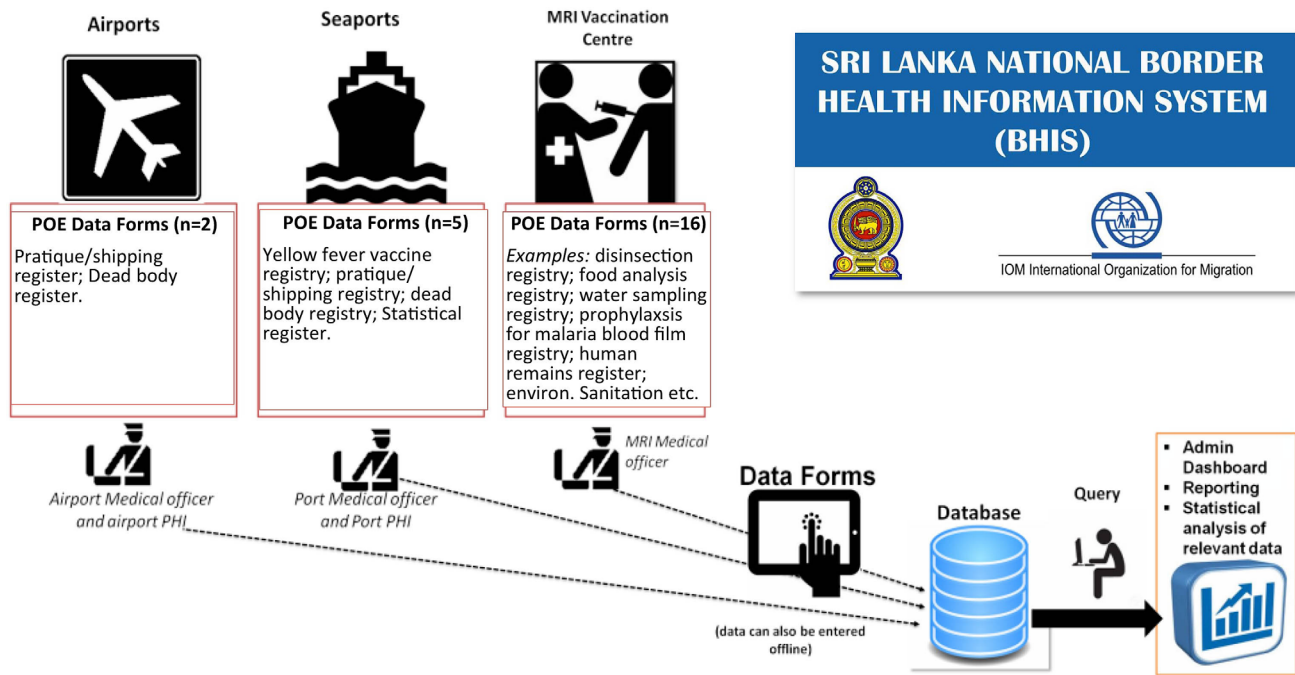 Airports
Seaports
MRI Vaccination
Centre
SRI LANKA NATIONAL BORDER
HEALTH INFORMATION SYSTEM
(BHIS)
IOM International Organization for Migration
POE Data Forms (n=2)
Pratique/shipping
register; Dead body
register.
POE Data Forms (n=5)
Yellow fever vaccine
registry; pratique/
shipping registry; dead
body registry; Statistical
register.
POE Data Forms (n=16)
Examples: disinsection
registry; food analysis
registry; water sampling
registry; prophylaxsis
for malaria blood film
registry; human
remains register;
environ. Sanitation etc.
Airport Medical officer
and airport PHI
Port Medical officer
and Port PHI
MRI Medical
officer
Data Forms
(data can also be entered
offline)
Database
Query
▪ Admin
Dashboard
▪ Reporting
▪ Statistical
analysis of
relevant data